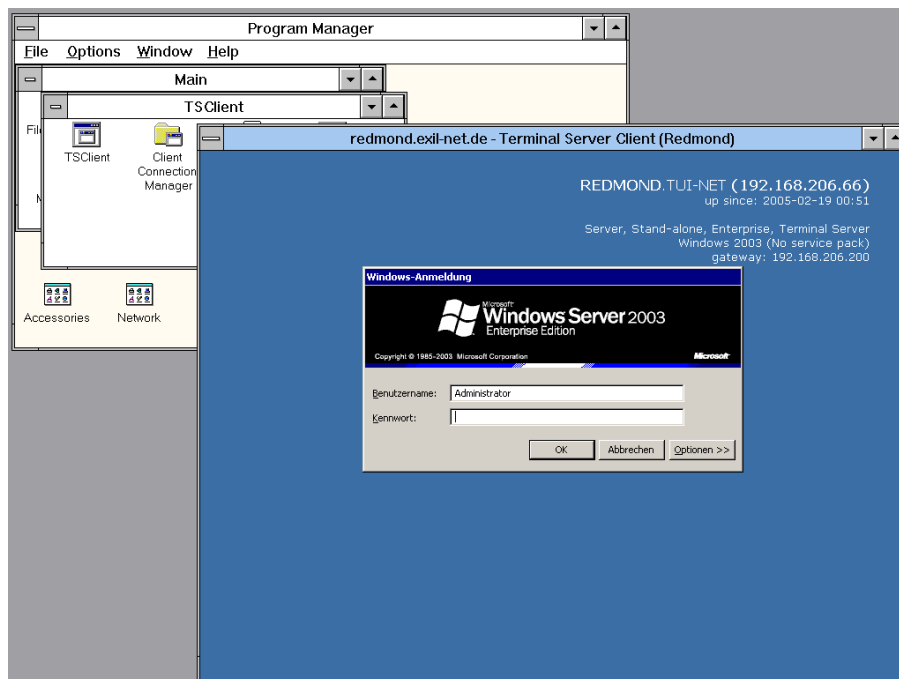 Program Manager
File Options Window Help
Main
TSClient
TSClient
Client
Connection
Manager
Accessories
Network
redmond.exil-net.de - Terminal Server Client (Redmond)
REDMOND.TUI-NET (192.168.206.66)
up since: 2005-02-19 00:51
Server, Stand-alone, Enterprise, Terminal Server
Windows 2003 (No service pack)
gateway: 192.168.206.200
Windows-Anmeldung
Microsoft
Windows Server 2003
Enterprise Edition
Copyright © 1985-2003 Microsoft Corporation
Microsoft
Benutzername: Administrator
Kennwort:
OK Abbrechen Optionen >>